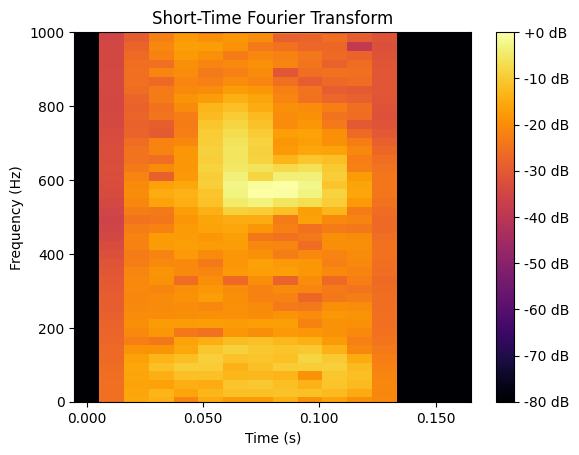 Short-Time Fourier Transform
1000
800
600
400
200
0
Frequency (Hz)
0.000
0.050
0.100
0.150
Time (s)
+0 dB
-10 dB
-20 dB
-30 dB
-40 dB
-50 dB
-60 dB
-70 dB
-80 dB